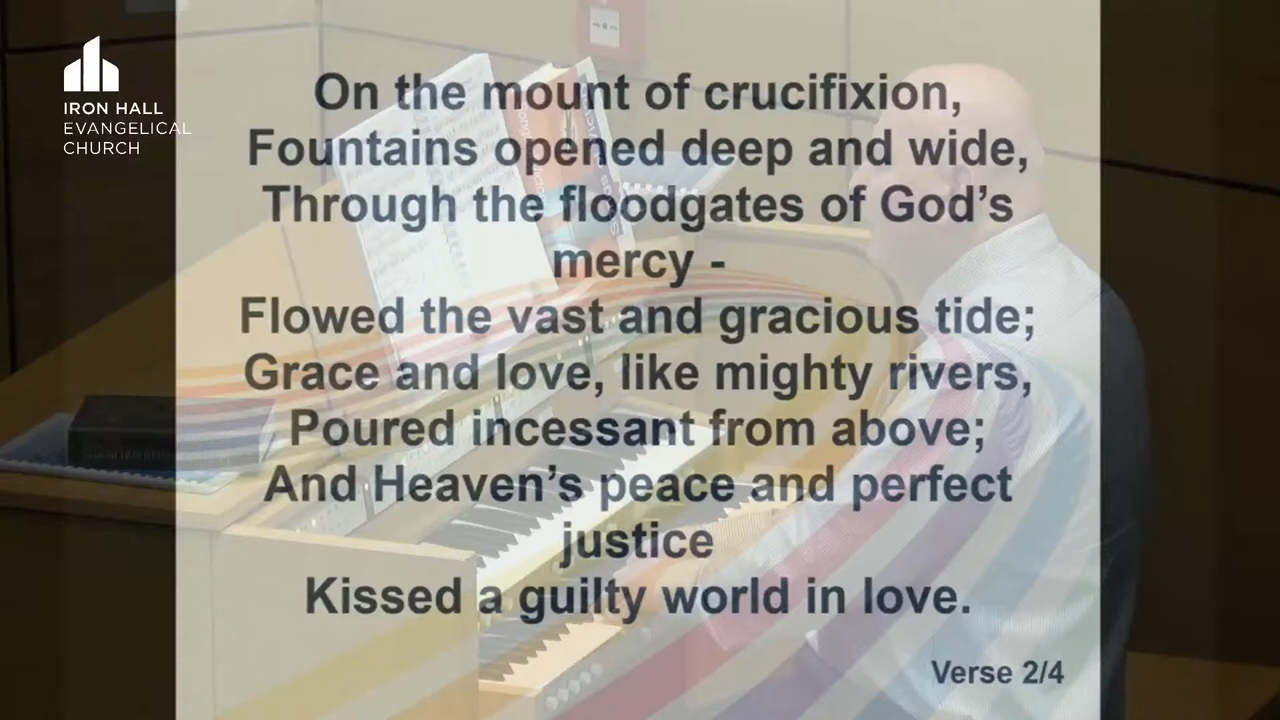 IRON HALL
EVANGELICAL
CHURCH
On the mount of crucifixion,
Fountains opened deep and wide,
Through the floodgates of God’s
mercy -
Flowed the vast and gracious tide;
Grace and love, like mighty rivers,
Poured incessant from above;
And Heaven’s peace and perfect
justice
Kissed a guilty world in love.
Verse 2/4